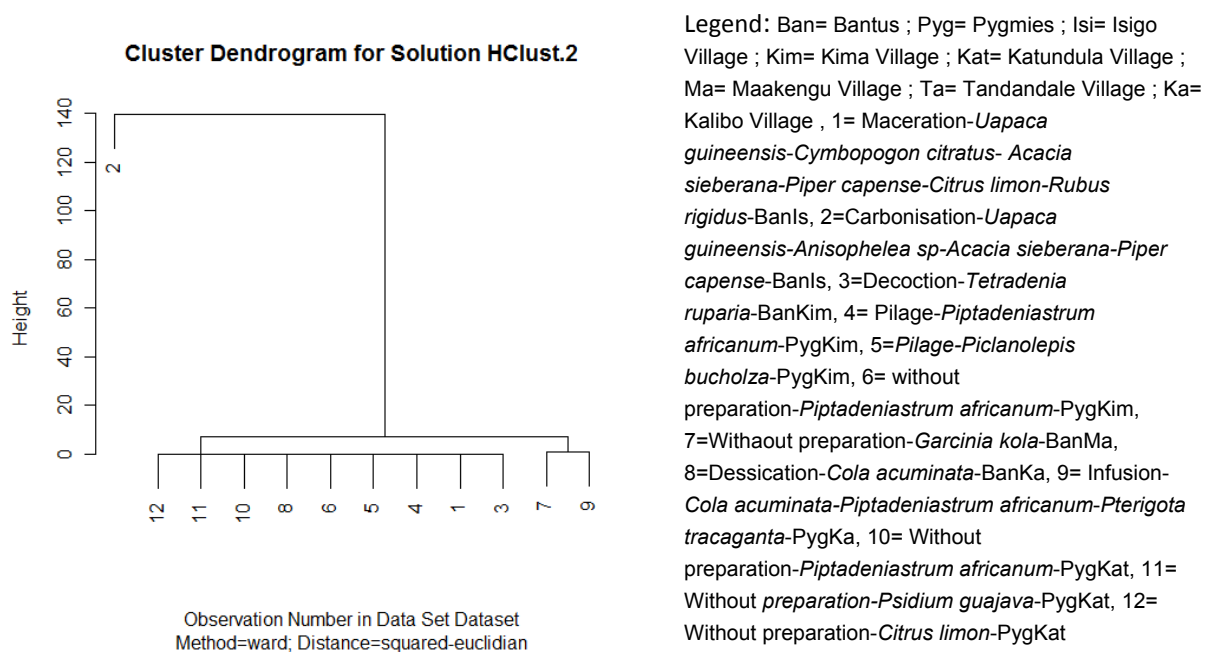 Cluster Dendrogram for Solution HClust.2
Height
140
120
100
80
60
40
20
0
2
12
11
10
8
6
5
4
1
3
7
9
Observation Number in Data Set Dataset
Method=ward; Distance=squared-euclidian
Legend: Ban= Bantus ; Pyg= Pygmies ; Isi= Isigo
Village ; Kim= Kima Village ; Kat= Katundula Village ;
Ma= Maakengu Village ; Ta= Tandandale Village ; Ka=
Kalibo Village , 1= Maceration-Uapaca
guineensis-Cymbopogon citratus- Acacia
sieberana-Piper capense-Citrus limon-Rubus
rigidus-BanIs, 2=Carbonisation-Uapaca
guineensis-Anisophelea sp-Acacia sieberana-Piper
capense-BanIs, 3=Decoction-Tetradenia
ruparia-BanKim, 4= Pilage-Piptadeniastrum
africanum-PygKim, 5=Pilage-Piclanolepis
bucholza-PygKim, 6= without
preparation-Piptadeniastrum africanum-PygKim,
7=Withaout preparation-Garcinia kola-BanMa,
8=Dessication-Cola acuminata-BanKa, 9= Infusion-
Cola acuminata-Piptadeniastrum africanum-Pterigota
tracaganta-PygKa, 10= Without
preparation-Piptadeniastrum africanum-PygKat, 11=
Without preparation-Psidium guajava-PygKat, 12=
Without preparation-Citrus limon-PygKat